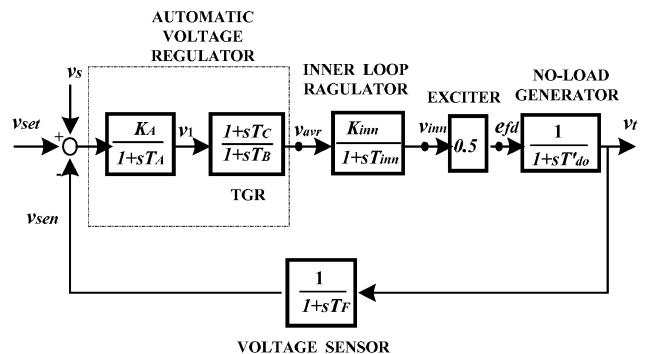 AUTOMATIC
VOLTAGE
REGULATOR
INNER LOOP
RAGULATOR
EXCITER
NO-LOAD
GENERATOR
vs
vset
+
-
KA
1+sTA
v1
1+sTC
1+sTB
TGR
vavr
Kinn
1+sTinn
vinn
0.5
efd
1
1+sT'do
vt
vsen
1
1+sTF
VOLTAGE SENSOR